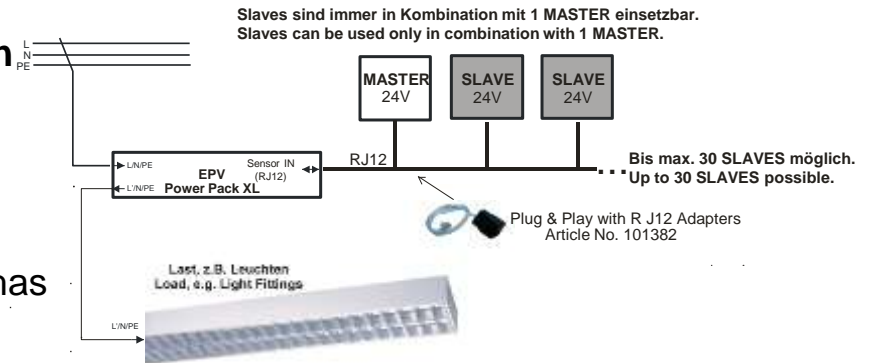 Slaves sind immer in Kombination mit 1 MASTER einsetzbar.
Slaves can be used only in combination with 1 MASTER.
n
L
N
PE
MASTER
24V
SLAVE
24V
SLAVE
24V
L/N/PE
L'/N/PE
EPV
Power Pack XL
Sensor IN
(RJ12)
RJ12
Bis max. 30 SLAVES möglich.
Up to 30 SLAVES possible.
Plug & Play with R J12 Adapters
Article No. 101382
has
Last, z.B. Leuchten
Load, e.g. Light Fittings
L'/N/PE